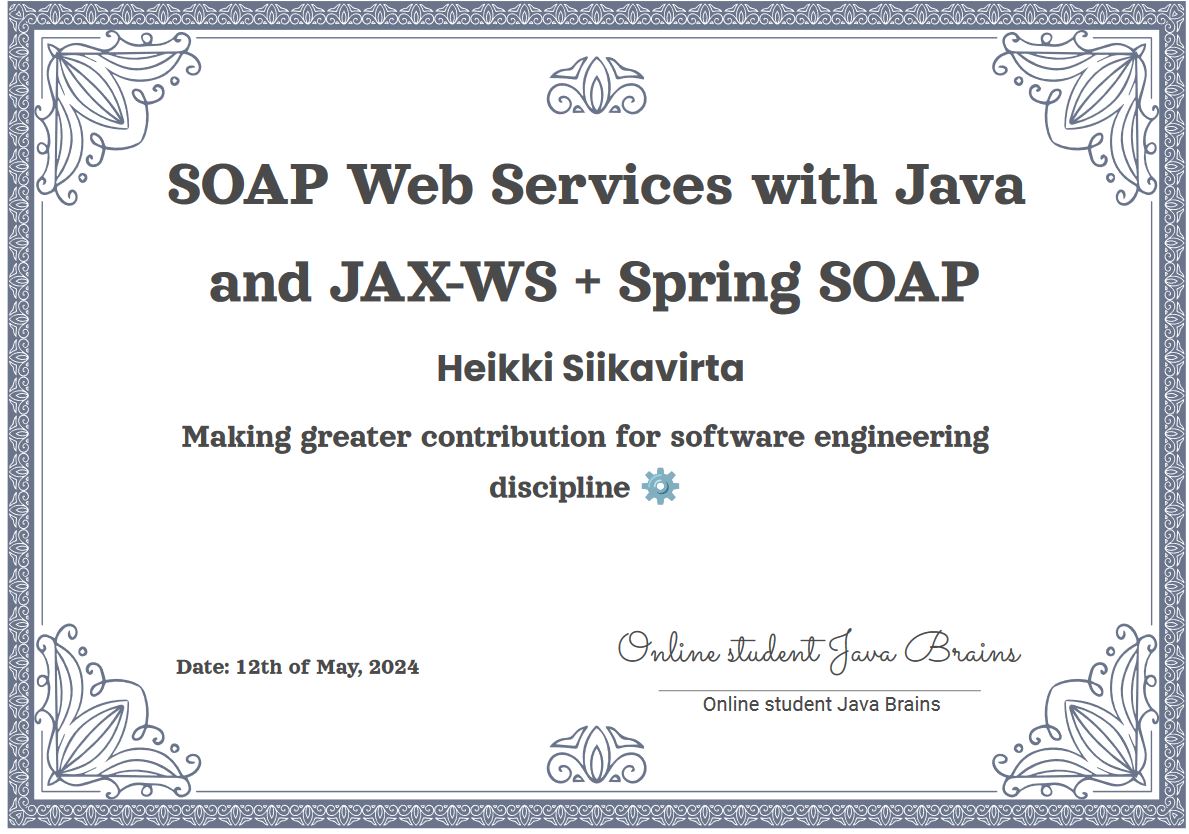 SOAP Web Services with Java
and JAX-WS + Spring SOAP
Heikki Siikavirta
Making greater contribution for software engineering
discipline ⚙️
Date: 12th of May, 2024
Online student Java Brains
Online student Java Brains